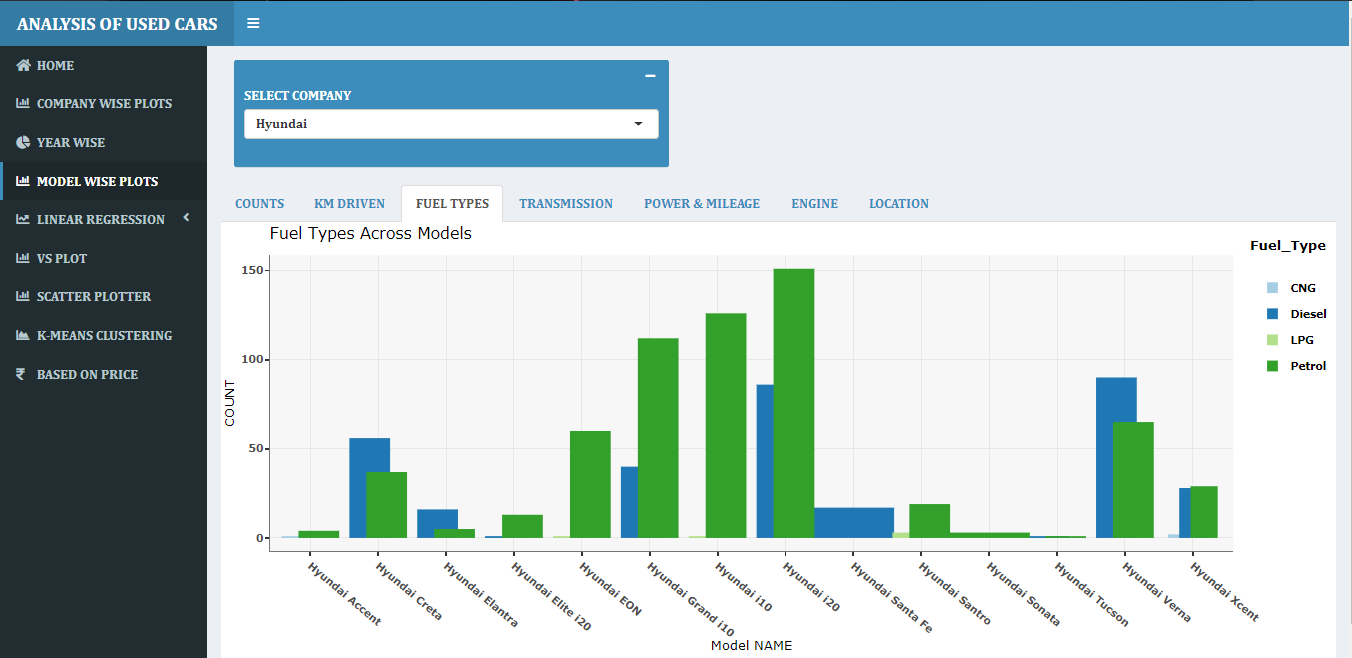 ANALYSIS OF USED CARS
HOME
COMPANY WISE PLOTS
YEAR WISE
MODEL WISE PLOTS
LINEAR REGRESSION
VS PLOT
SCATTER PLOTTER
K-MEANS CLUSTERING
BASED ON PRICE
SELECT COMPANY
Hyundai
COUNTS KM DRIVEN FUEL TYPES TRANSMISSION POWER & MILEAGE ENGINE LOCATION
Fuel Types Across Models
150
100
50
0
COUNT
Hyundai Accent
Hyundai Creta
Hyundai Elantra
Hyundai Elite i20
Hyundai EON
Hyundai Grand i10
Hyundai i10
Hyundai i20
Hyundai Santa Fe
Hyundai Santro
Hyundai Sonata
Hyundai Tucson
Hyundai Verna
Hyundai Xcent
Model NAME
Fuel_Type
CNG
Diesel
LPG
Petrol